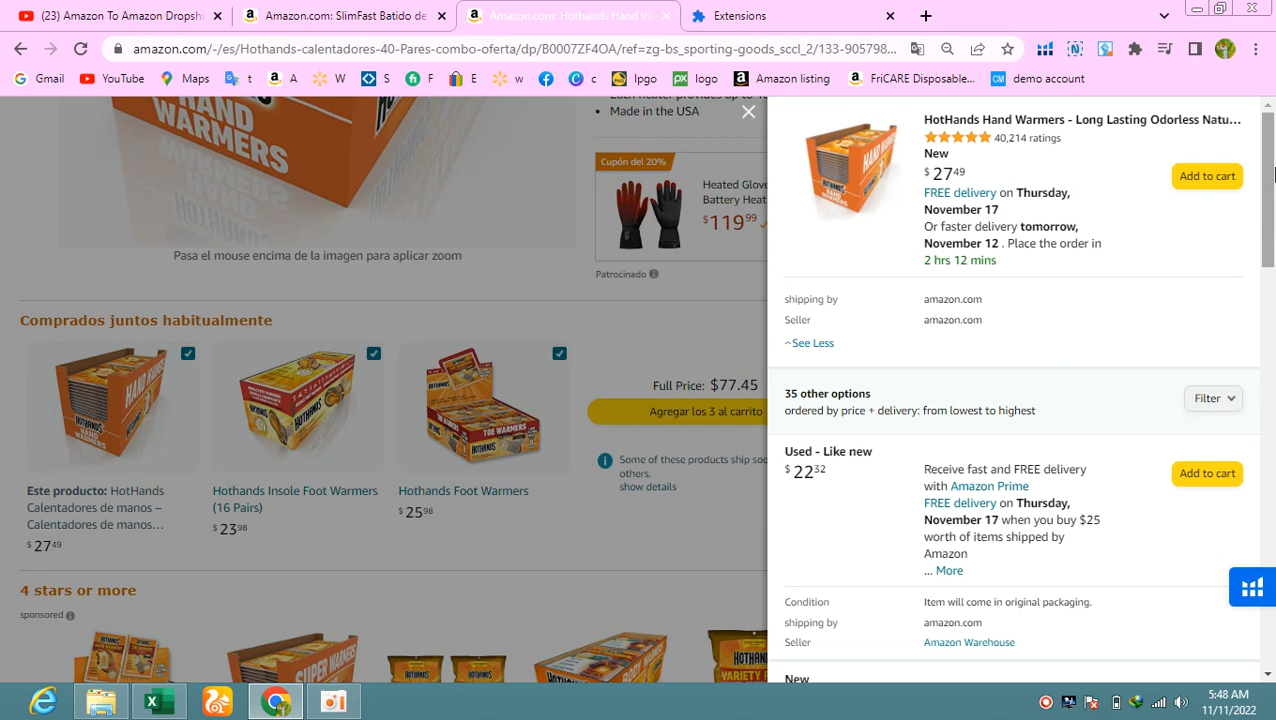 (23) Amazon To Amazon Dropshi
Amazon.com: SlimFast Batido de
Amazon.com: Hothands Hand W
Extensions
amazon.com/-/es/Hothands-calentadores-40-Pares-combo-oferta/dp/B0007ZF4OA/ref=zg-bs_sporting-goods_sccl_2/133-905798...
Gmail
YouTube
Maps
t
A
W
S
F
E
w
f
c
lpgo
logo
Amazon listing
FriCARE Disposable...
demo account
HAND
WARMERS
Pasa el mouse encima de la imagen para aplicar zoom
Each heater provides up to 1
• Made in the USA
Cupón del 20%
Heated Glov
Battery Heat
$119 99
Patrocinado
Comprados juntos habitualmente
Este producto: HotHands
Calentadores de manos –
Calentadores de manos...
$27 49
Hothands Insole Foot Warmers
(16 Pairs)
$23 98
Hothands Foot Warmers
$25 98
Full Price: $77.45
Agregar los 3 al carrito
Some of these products ship soo
others.
show details
4 stars or more
sponsored
HotHands Hand Warmers - Long Lasting Odorless Natu...
40,214 ratings
New
$27 49
Add to cart
FREE delivery on Thursday,
November 17
Or faster delivery tomorrow,
November 12 . Place the order in
2 hrs 12 mins
shipping by amazon.com
Seller amazon.com
See Less
35 other options
ordered by price + delivery: from lowest to highest
Filter
Used - Like new
$22 32
Receive fast and FREE delivery
with Amazon Prime
FREE delivery on Thursday,
November 17 when you buy $25
worth of items shipped by
Amazon
... More
Add to cart
Condition Item will come in original packaging.
shipping by amazon.com
Seller Amazon Warehouse
New
5:48 AM
11/11/2022